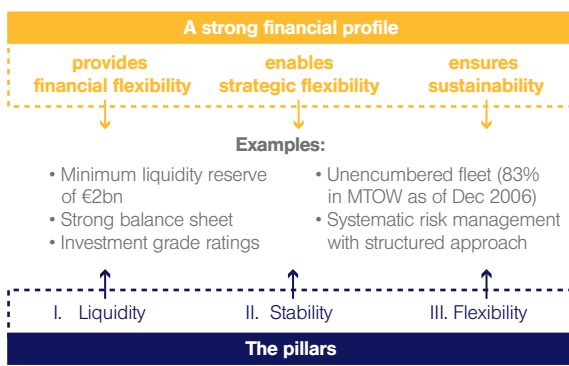 A strong financial profile
provides
financial flexibility
enables
strategic flexibility
ensures
sustainability
Examples:
• Minimum liquidity reserve
of €2bn
• Strong balance sheet
• Investment grade ratings
• Unencumbered fleet (83%
in MTOW as of Dec 2006)
• Systematic risk management
with structured approach
I. Liquidity
II. Stability
III. Flexibility
The pillars